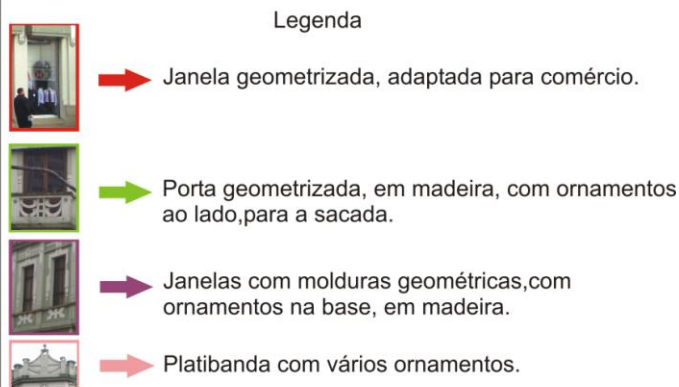 Legenda
Janela geometrizada, adaptada para comércio.
Porta geometrizada, em madeira, com ornamentos
ao lado,para a sacada.
Janelas com molduras geométricas,com
ornamentos na base, em madeira.
Platibanda com vários ornamentos.